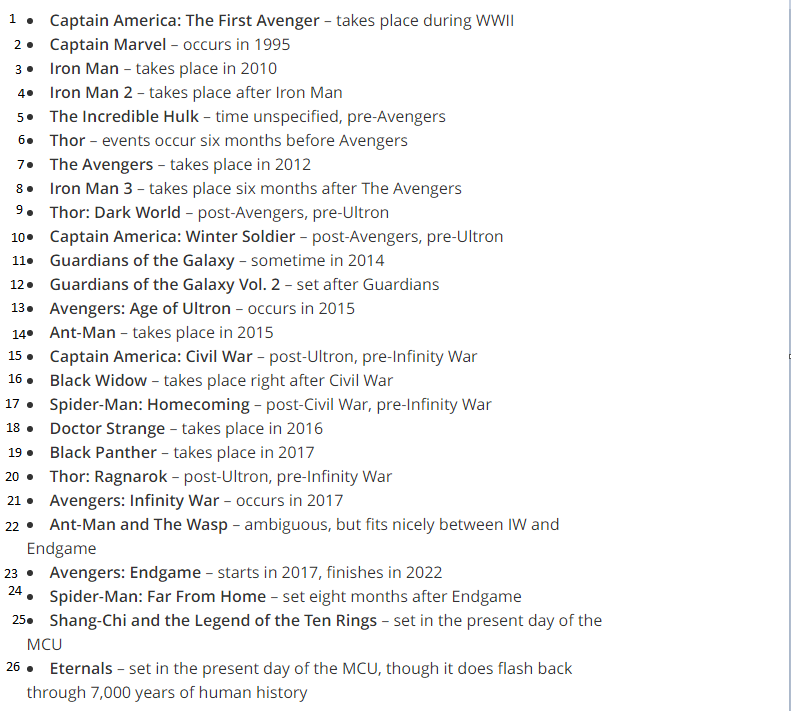 1 • Captain America: The First Avenger – takes place during WWII
2 • Captain Marvel – occurs in 1995
3 • Iron Man – takes place in 2010
4 • Iron Man 2 – takes place after Iron Man
5 • The Incredible Hulk – time unspecified, pre-Avengers
6 • Thor – events occur six months before Avengers
7 • The Avengers – takes place in 2012
8 • Iron Man 3 – takes place six months after The Avengers
9 • Thor: Dark World – post-Avengers, pre-Ultron
10 • Captain America: Winter Soldier – post-Avengers, pre-Ultron
11 • Guardians of the Galaxy – sometime in 2014
12 • Guardians of the Galaxy Vol. 2 – set after Guardians
13 • Avengers: Age of Ultron – occurs in 2015
14 • Ant-Man – takes place in 2015
15 • Captain America: Civil War – post-Ultron, pre-Infinity War
16 • Black Widow – takes place right after Civil War
17 • Spider-Man: Homecoming – post-Civil War, pre-Infinity War
18 • Doctor Strange – takes place in 2016
19 • Black Panther – takes place in 2017
20 • Thor: Ragnarok – post-Ultron, pre-Infinity War
21 • Avengers: Infinity War – occurs in 2017
22 • Ant-Man and The Wasp – ambiguous, but fits nicely between IW and
Endgame
23 • Avengers: Endgame – starts in 2017, finishes in 2022
24 • Spider-Man: Far From Home – set eight months after Endgame
25 • Shang-Chi and the Legend of the Ten Rings – set in the present day of the
MCU
26 • Eternals – set in the present day of the MCU, though it does flash back
through 7,000 years of human history